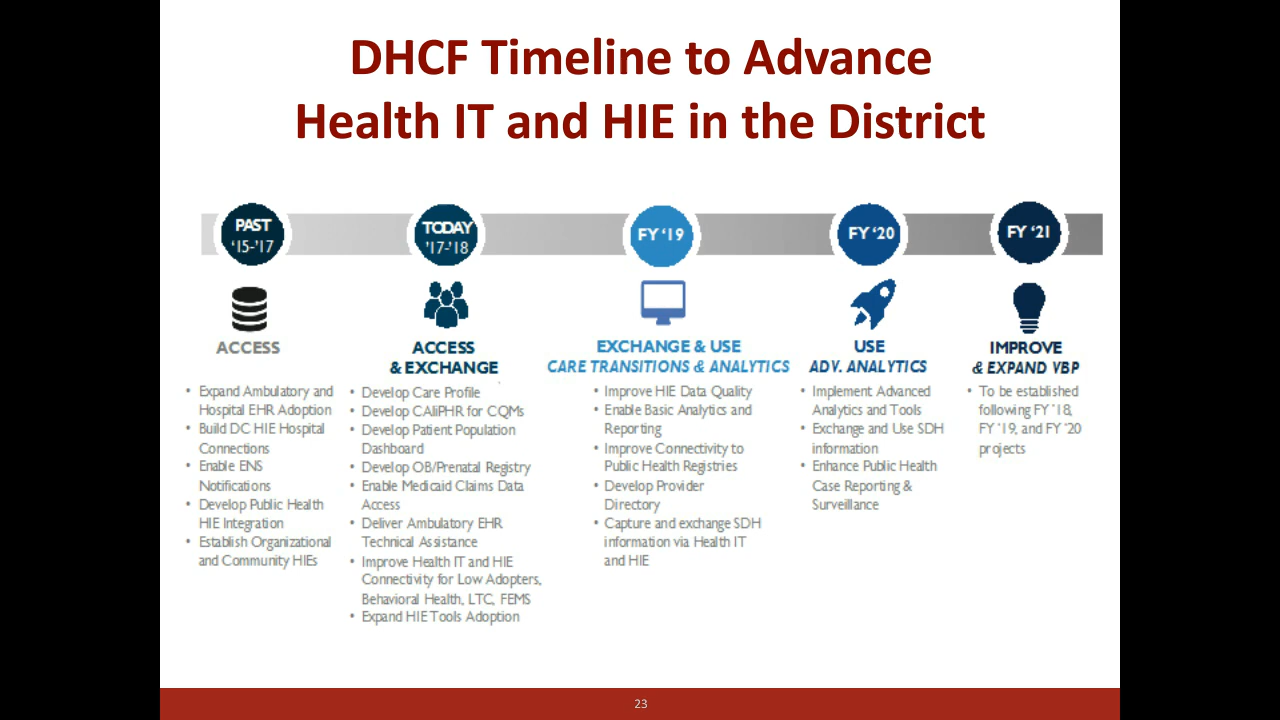 DHCF Timeline to Advance
Health IT and HIE in the District
PAST
'15-'17
TODAY
'17-'18
FY '19
FY '20
FY '21
ACCESS
• Expand Ambulatory and
Hospital EHR Adoption
• Build DC HIE Hospital
Connections
• Enable ENS
Notifications
• Develop Public Health
HIE Integration
• Establish Organizational
and Community HIEs
ACCESS
& EXCHANGE
• Develop Care Profile
• Develop CAliPHR for CQMs
• Develop Patient Population
Dashboard
• Develop OB/Prenatal Registry
• Enable Medicaid Claims Data
Access
• Deliver Ambulatory EHR
Technical Assistance
• Improve Health IT and HIE
Connectivity for Low Adopters,
Behavioral Health, LTC, FEMS
• Expand HIE Tools Adoption
EXCHANGE & USE
CARE TRANSITIONS & ANALYTICS
• Improve HIE Data Quality
• Enable Basic Analytics and
Reporting
• Improve Connectivity to
Public Health Registries
• Develop Provider
Directory
• Capture and exchange SDH
information via Health IT
and HIE
USE
ADV. ANALYTICS
• Implement Advanced
Analytics and Tools
• Exchange and Use SDH
information
• Enhance Public Health
Case Reporting &
Surveillance
IMPROVE
& EXPAND VBP
• To be established
following FY '18,
FY '19, and FY '20
projects
23